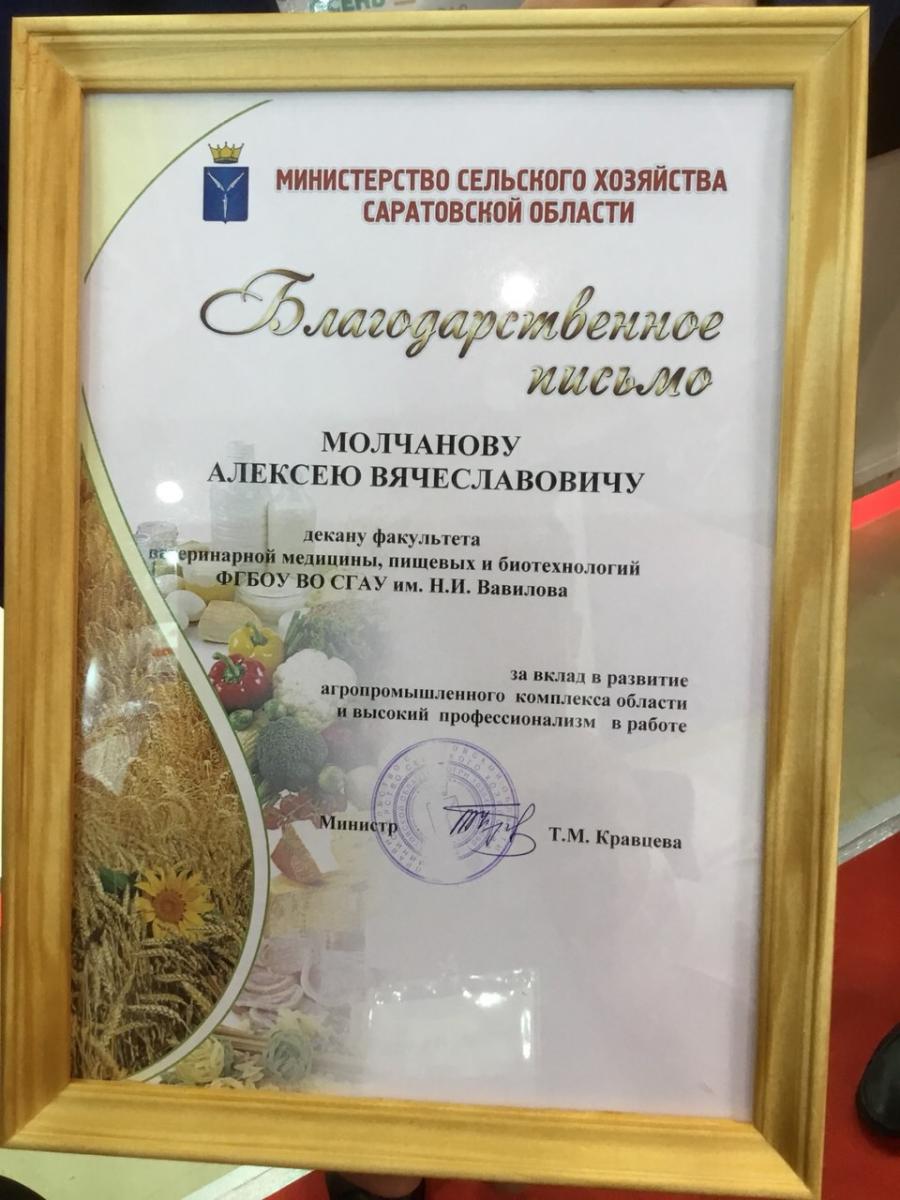 МИНИСТЕРСТВО СЕЛЬСКОГО ХОЗЯЙСТВА
САРАТОВСКОЙ ОБЛАСТИ
Благодарственное
письмо
МОЛЧАНОВУ
АЛЕКСЕЮ ВЯЧЕСЛАВОВИЧУ
декану факультета
ветеринарной медицины, пищевых и биотехнологий
ФГБОУ ВО СГАУ им. Н.И. Вавилова
за вклад в развитие
агропромышленного комплекса области
и высокий профессионализм в работе
Министр
Т.М. Кравцева